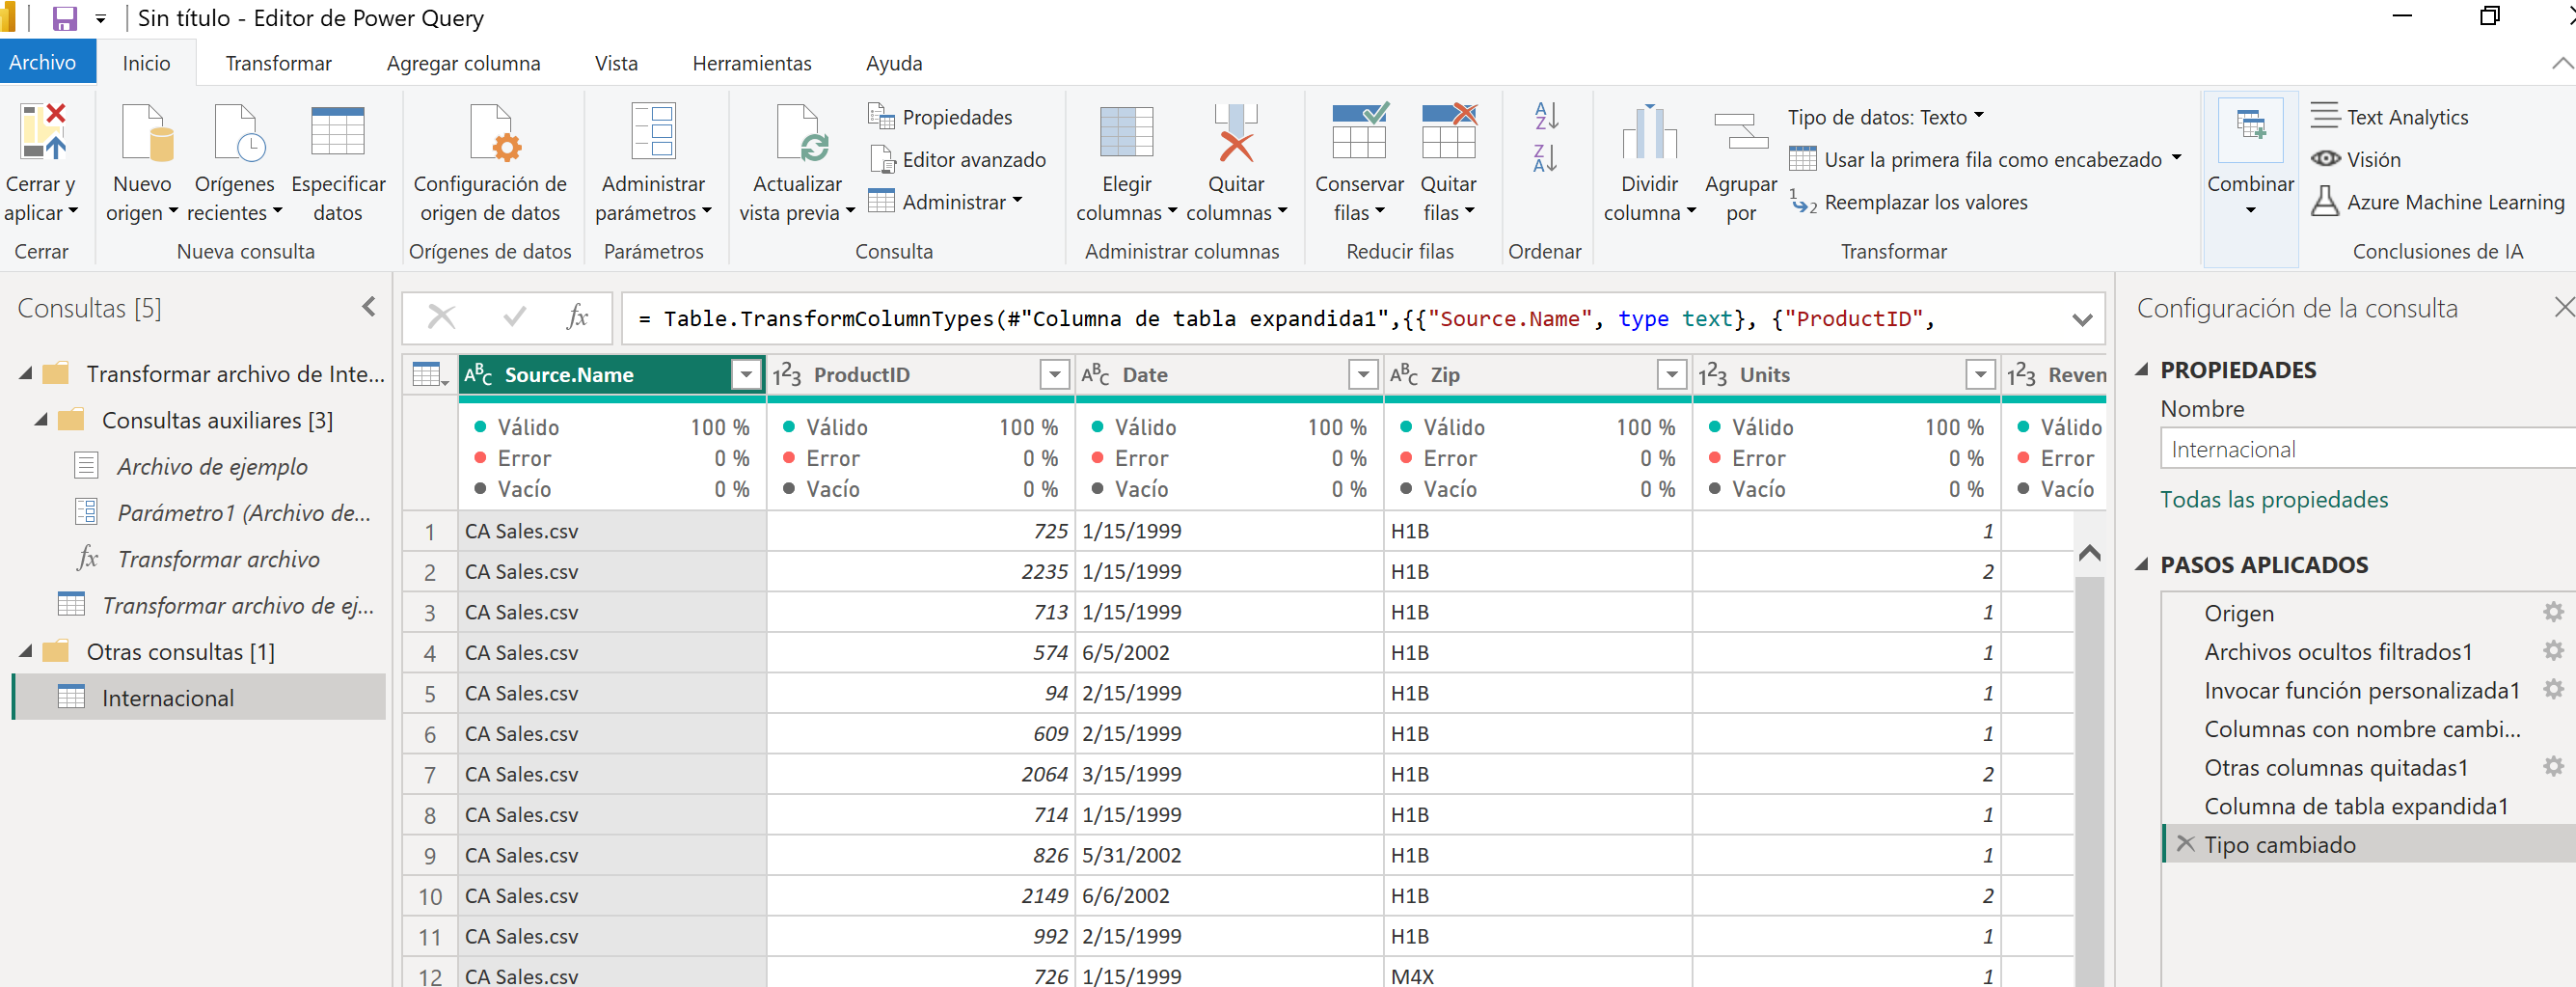 Sin título - Editor de Power Query
Archivo Inicio Transformar Agregar columna Vista Herramientas Ayuda
Cerrar y aplicar
Cerrar
Nuevo origen
Orígenes recientes
Especificar datos
Nueva consulta
Configuración de origen de datos
Orígenes de datos
Administrar parámetros
Parámetros
Actualizar vista previa
Propiedades
Editor avanzado
Administrar
Consulta
Elegir columnas
Quitar columnas
Administrar columnas
Conservar filas
Quitar filas
Reducir filas
Ordenar
Dividir columna
Agrupar por
Tipo de datos: Texto
Usar la primera fila como encabezado
Reemplazar los valores
Transformar
Combinar
Text Analytics
Visión
Azure Machine Learning
Conclusiones de IA
Consultas [5]
Transformar archivo de Inte...
Consultas auxiliares [3]
Archivo de ejemplo
Parámetro1 (Archivo de...
fx Transformar archivo
Transformar archivo de ej...
Otras consultas [1]
Internacional
fx = Table.TransformColumnTypes(#"Columna de tabla expandida1",{{"Source.Name", type text}, {"ProductID",
ABC Source.Name 123 ProductID ABC Date ABC Zip 123 Units 123 Reven
Válido 100 % Válido 100 % Válido 100 % Válido 100 % Válido 100 % Válido
Error 0 % Error 0 % Error 0 % Error 0 % Error 0 % Error
Vacío 0 % Vacío 0 % Vacío 0 % Vacío 0 % Vacío 0 % Vacío
1 CA Sales.csv 725 1/15/1999 H1B 1
2 CA Sales.csv 2235 1/15/1999 H1B 2
3 CA Sales.csv 713 1/15/1999 H1B 1
4 CA Sales.csv 574 6/5/2002 H1B 1
5 CA Sales.csv 94 2/15/1999 H1B 1
6 CA Sales.csv 609 2/15/1999 H1B 1
7 CA Sales.csv 2064 3/15/1999 H1B 2
8 CA Sales.csv 714 1/15/1999 H1B 1
9 CA Sales.csv 826 5/31/2002 H1B 1
10 CA Sales.csv 2149 6/6/2002 H1B 2
11 CA Sales.csv 992 2/15/1999 H1B 1
12 CA Sales.csv 726 1/15/1999 M4X 1
Configuración de la consulta
PROPIEDADES
Nombre
Internacional
Todas las propiedades
PASOS APLICADOS
Origen
Archivos ocultos filtrados1
Invocar función personalizada1
Columnas con nombre cambi...
Otras columnas quitadas1
Columna de tabla expandida1
Tipo cambiado